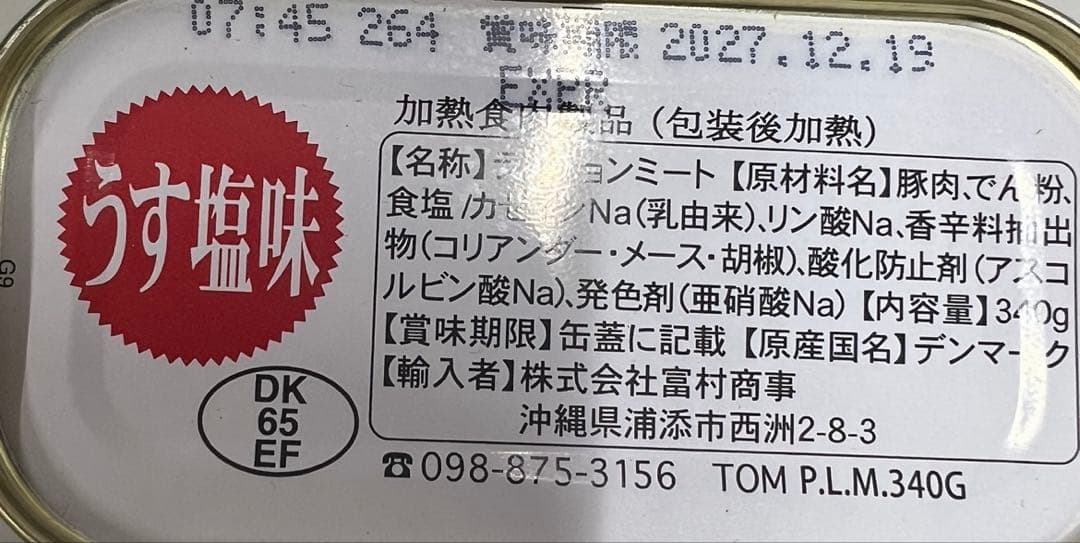 07:45 264 賞味期限 2027.12.19
EXPR
加熱食肉製品（包装後加熱）
うす塩味
【名称】ランチョンミート【原材料名】豚肉、でん粉、
食塩/カゼインNa（乳由来）、リン酸Na、香辛料抽出
物（コリアンダー・メース・胡椒）、酸化防止剤（アスコ
ルビン酸Na）、発色剤（亜硝酸Na）【内容量】340g
【賞味期限】缶蓋に記載【原産国名】デンマーク
【輸入者】株式会社富村商事
沖縄県浦添市西洲2-8-3
DK
65
EF
☎098-875-3156 TOM P.L.M.340G
G9